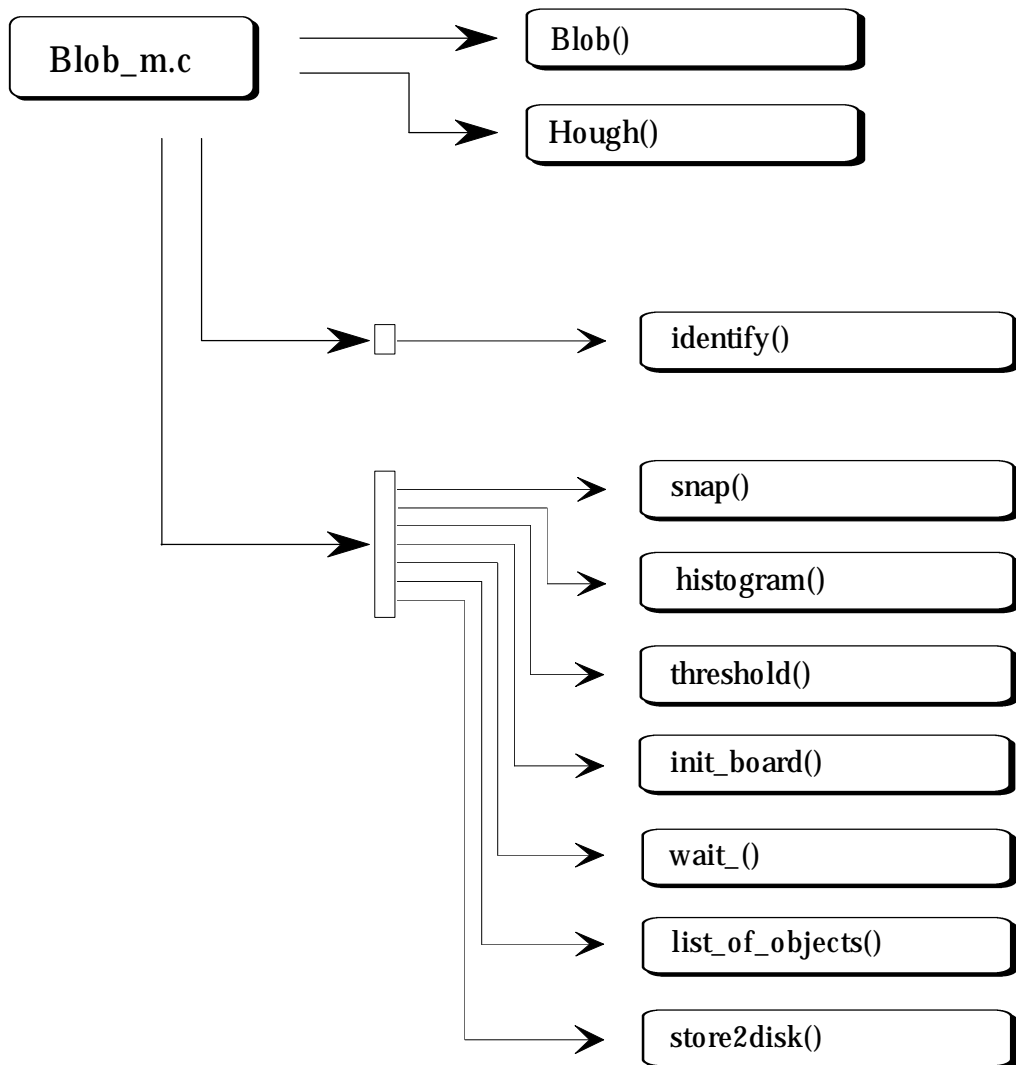 Blob_m.c
Blob()
Hough()
identify()
snap()
histogram()
threshold()
init_board()
wait_()
list_of_objects()
store2disk()